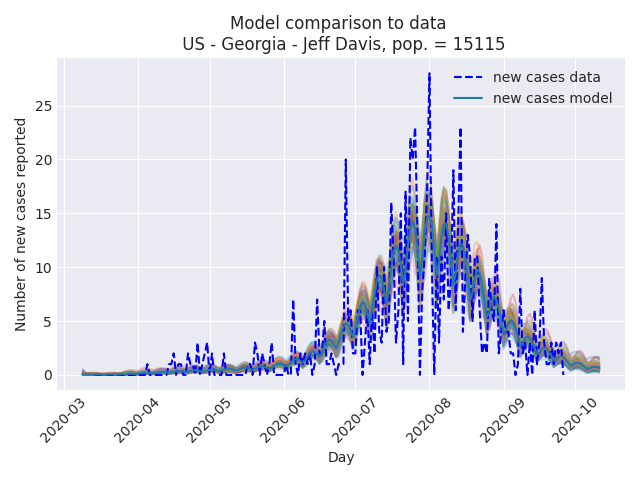 Model comparison to data
US - Georgia - Jeff Davis, pop. = 15115
new cases data
new cases model
Number of new cases reported
25
20
15
10
5
0
2020-03
2020-04
2020-05
2020-06
2020-07
2020-08
2020-09
2020-10
Day